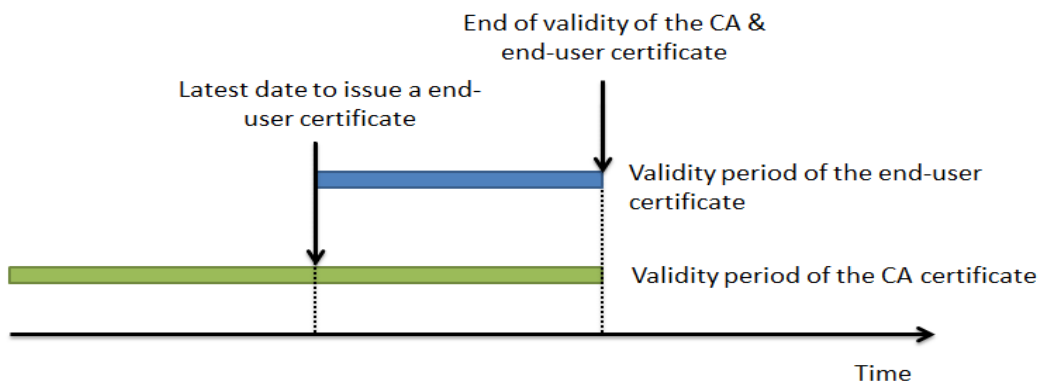 End of validity of the CA &
end-user certificate
Latest date to issue a end-
user certificate
Validity period of the end-user
certificate
Validity period of the CA certificate
Time